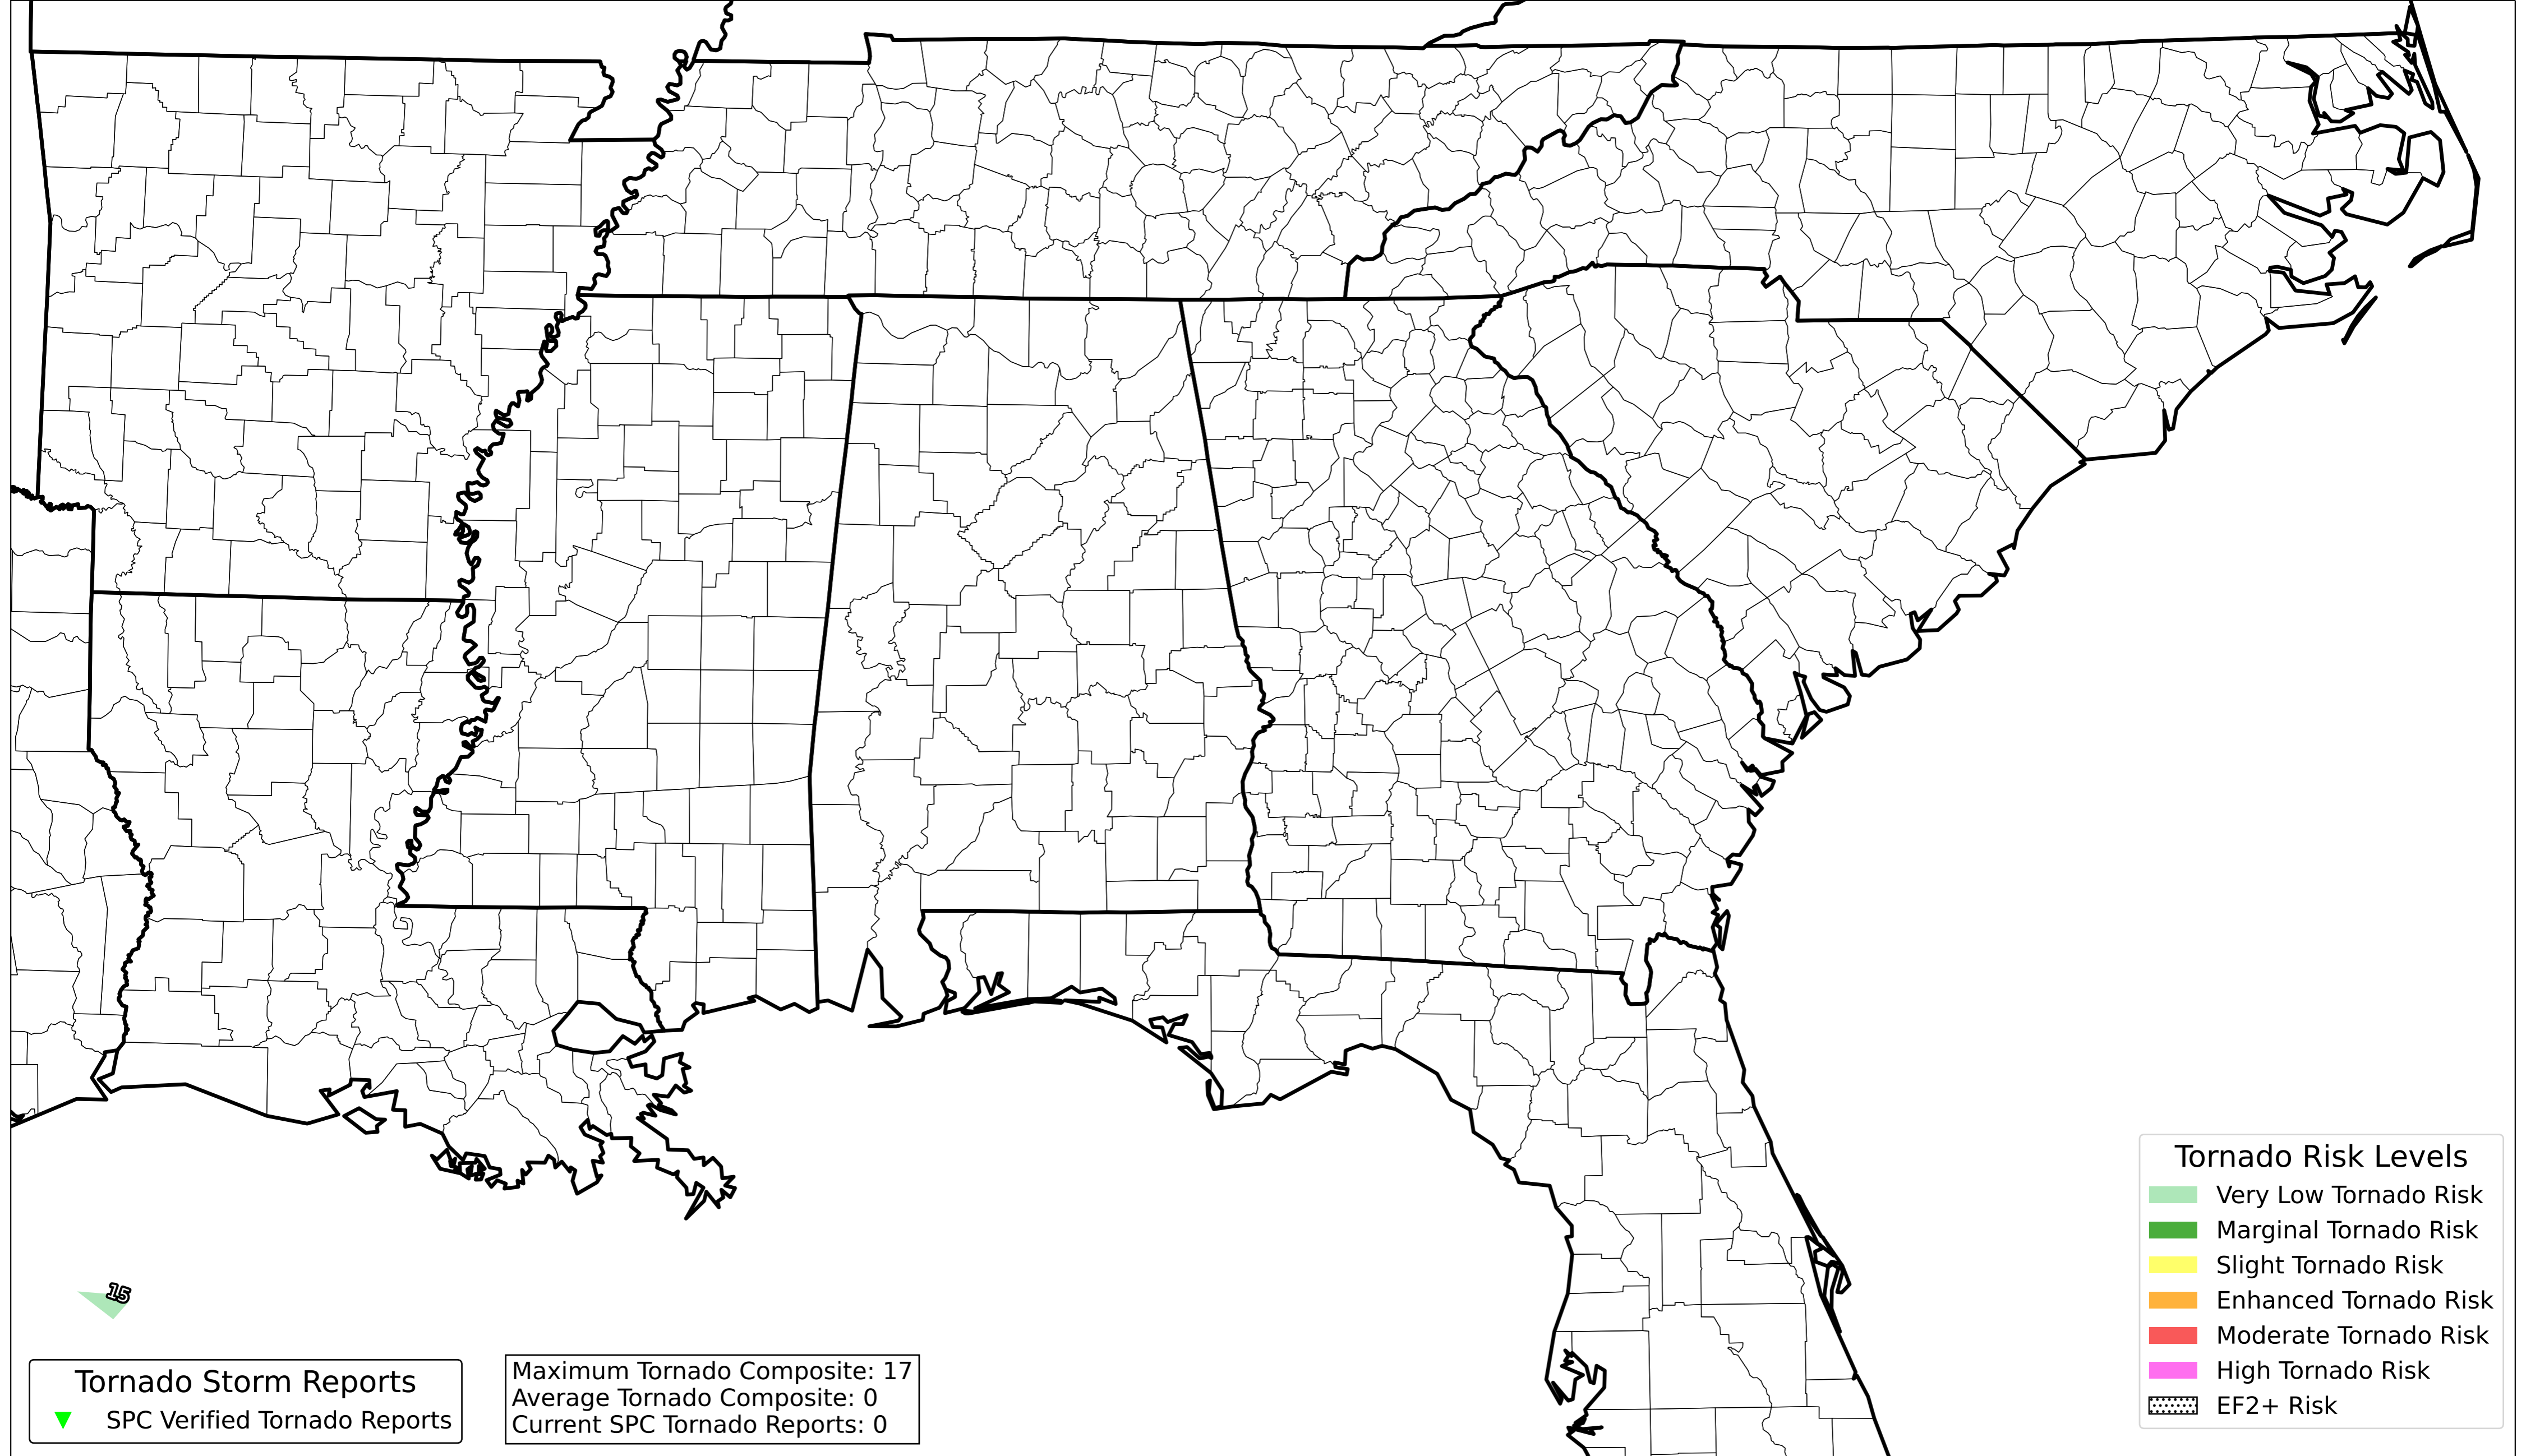 15
Tornado Storm Reports
SPC Verified Tornado Reports
Maximum Tornado Composite: 17
Average Tornado Composite: 0
Current SPC Tornado Reports: 0
Tornado Risk Levels
Very Low Tornado Risk
Marginal Tornado Risk
Slight Tornado Risk
Enhanced Tornado Risk
Moderate Tornado Risk
High Tornado Risk
EF2+ Risk